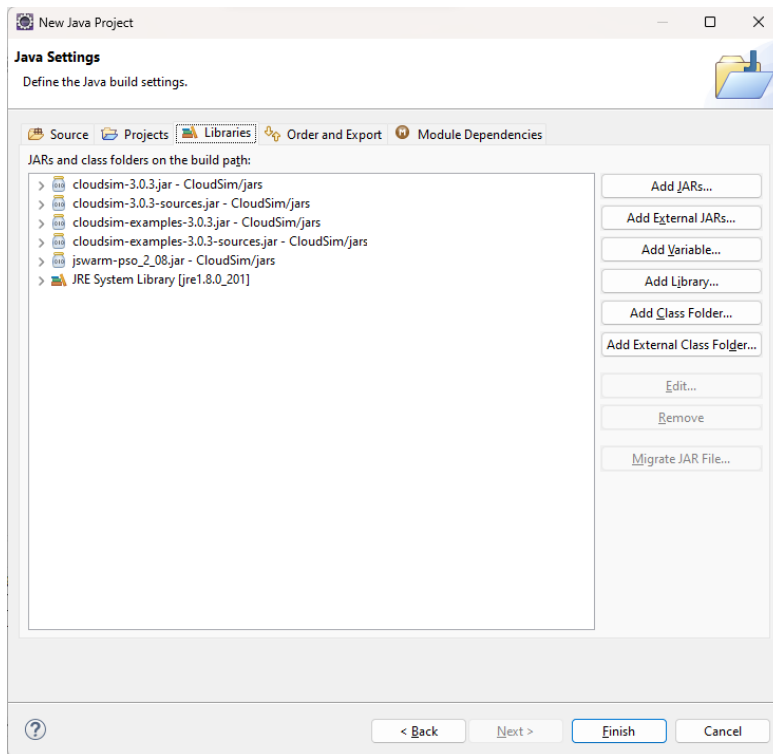 New Java Project
Java Settings
Define the Java build settings.
Source Projects Libraries Order and Export Module Dependencies
JARs and class folders on the build path:
cloudsim-3.0.3.jar - CloudSim/jars
cloudsim-3.0.3-sources.jar - CloudSim/jars
cloudsim-examples-3.0.3.jar - CloudSim/jars
cloudsim-examples-3.0.3-sources.jar - CloudSim/jars
jswarm-pso_2_08.jar - CloudSim/jars
JRE System Library [jre1.8.0_201]
Add JARs...
Add External JARs...
Add Variable...
Add Library...
Add Class Folder...
Add External Class Folder...
Edit...
Remove
Migrate JAR File...
? < Back Next > Finish Cancel